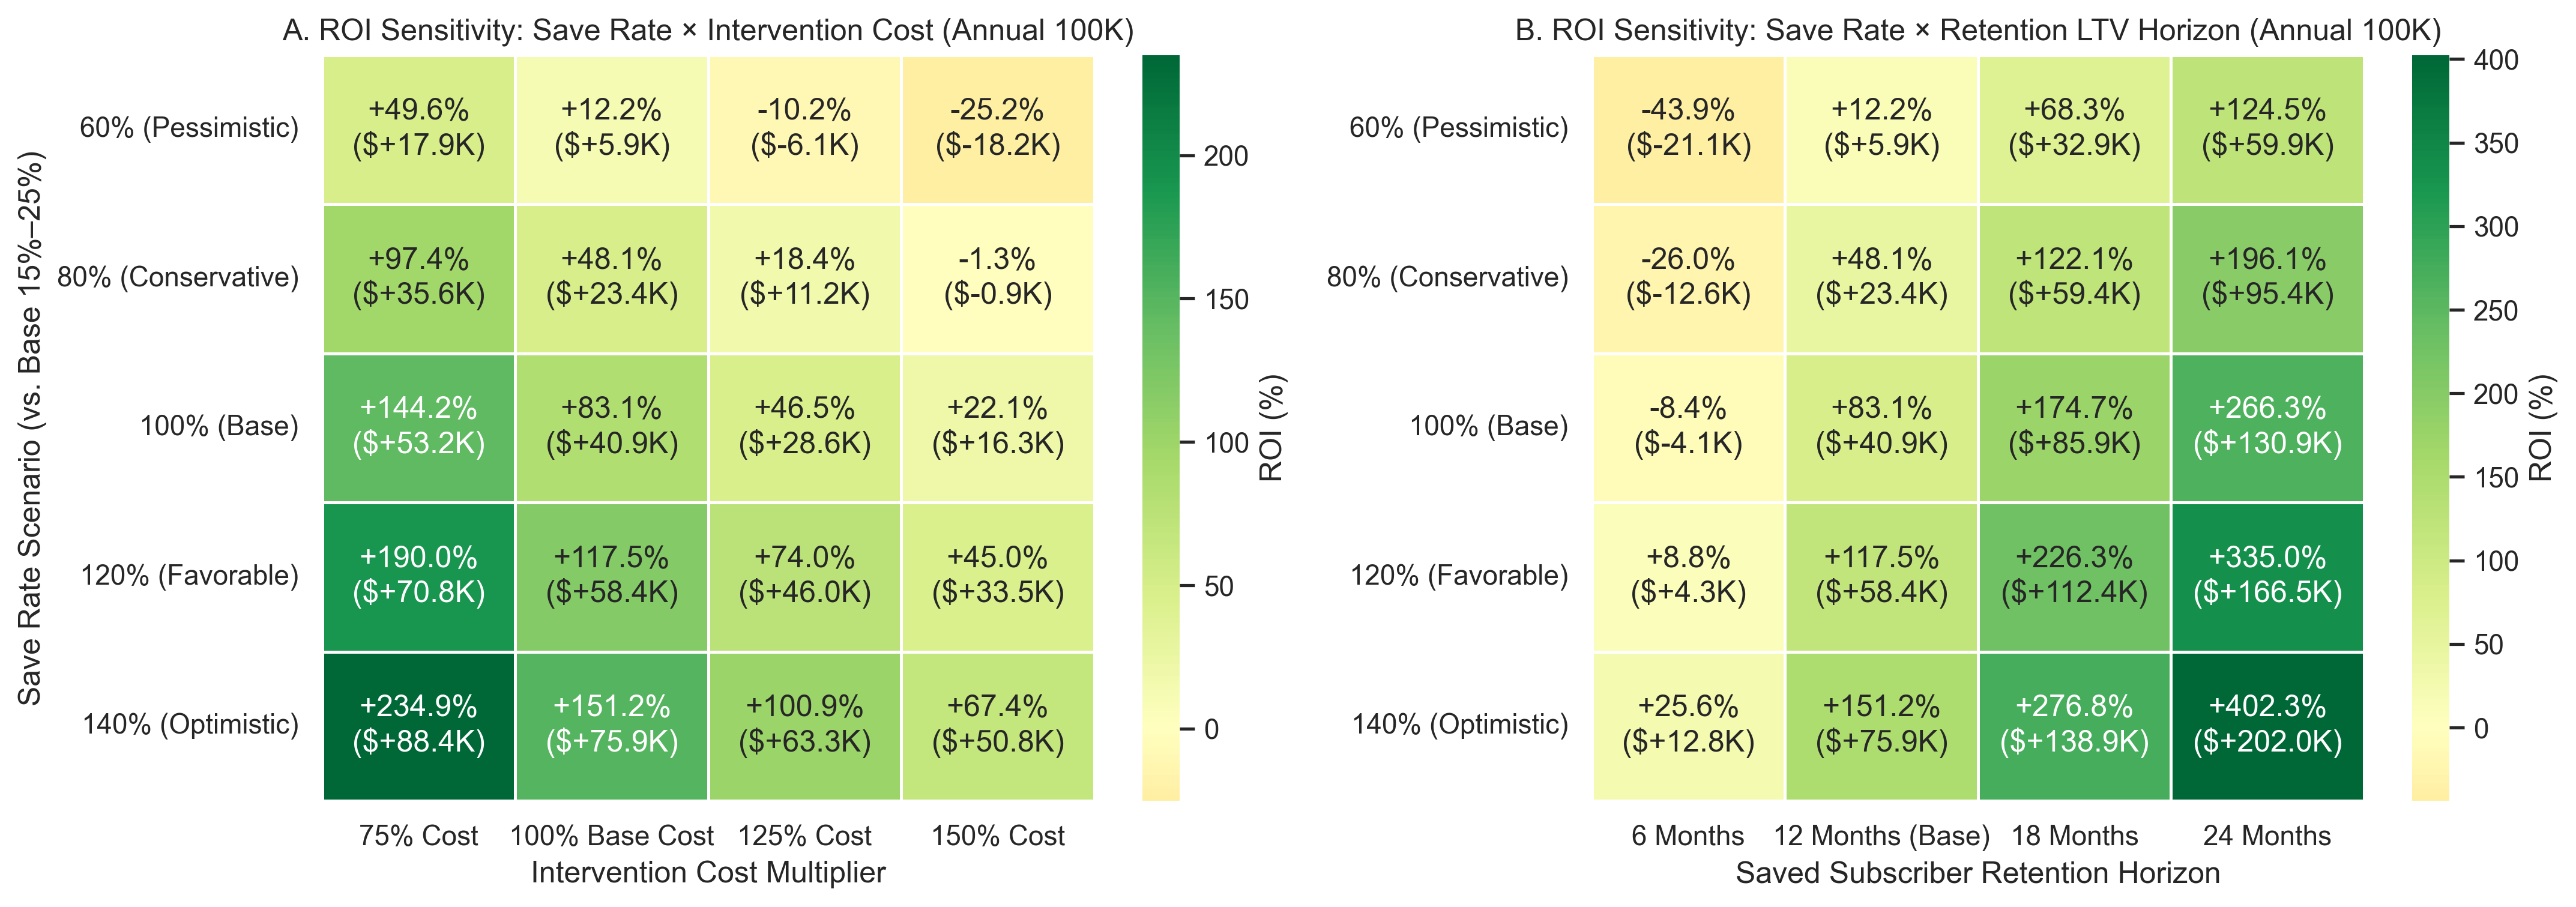 A. ROI Sensitivity: Save Rate × Intervention Cost (Annual 100K)
Save Rate Scenario (vs. Base 15%–25%)
60% (Pessimistic)
+49.6%
($+17.9K)
+12.2%
($+5.9K)
-10.2%
($-6.1K)
-25.2%
($-18.2K)
80% (Conservative)
+97.4%
($+35.6K)
+48.1%
($+23.4K)
+18.4%
($+11.2K)
-1.3%
($-0.9K)
100% (Base)
+144.2%
($+53.2K)
+83.1%
($+40.9K)
+46.5%
($+28.6K)
+22.1%
($+16.3K)
120% (Favorable)
+190.0%
($+70.8K)
+117.5%
($+58.4K)
+74.0%
($+46.0K)
+45.0%
($+33.5K)
140% (Optimistic)
+234.9%
($+88.4K)
+151.2%
($+75.9K)
+100.9%
($+63.3K)
+67.4%
($+50.8K)
75% Cost
100% Base Cost
125% Cost
150% Cost
Intervention Cost Multiplier
200
150
100
50
0
ROI (%)
B. ROI Sensitivity: Save Rate × Retention LTV Horizon (Annual 100K)
60% (Pessimistic)
-43.9%
($-21.1K)
+12.2%
($+5.9K)
+68.3%
($+32.9K)
+124.5%
($+59.9K)
80% (Conservative)
-26.0%
($-12.6K)
+48.1%
($+23.4K)
+122.1%
($+59.4K)
+196.1%
($+95.4K)
100% (Base)
-8.4%
($-4.1K)
+83.1%
($+40.9K)
+174.7%
($+85.9K)
+266.3%
($+130.9K)
120% (Favorable)
+8.8%
($+4.3K)
+117.5%
($+58.4K)
+226.3%
($+112.4K)
+335.0%
($+166.5K)
140% (Optimistic)
+25.6%
($+12.8K)
+151.2%
($+75.9K)
+276.8%
($+138.9K)
+402.3%
($+202.0K)
6 Months
12 Months (Base)
18 Months
24 Months
Saved Subscriber Retention Horizon
400
350
300
250
200
150
100
50
0
ROI (%)